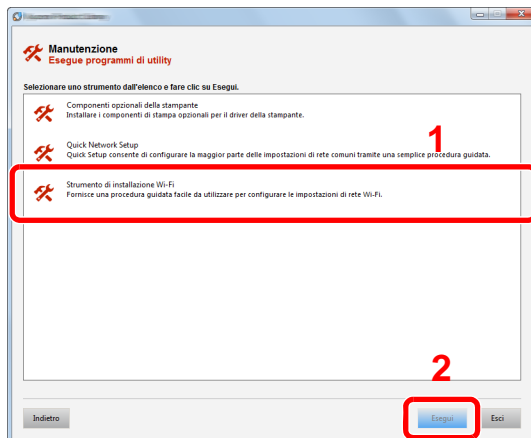 Manutenzione
Esegue programmi di utility
Selezionare uno strumento dall'elenco e fare clic su Esegui.
Componenti opzionali della stampante
Installare i componenti di stampa opzionali per il driver della stampante.
1
Quick Network Setup
Quick Setup consente di configurare la maggior parte delle impostazioni di rete comuni tramite una semplice procedura guidata.
Strumento di installazione Wi-Fi
Fornisce una procedura guidata facile da utilizzare per configurare le impostazioni di rete Wi-Fi.
2
Indietro
Esegui
Esci